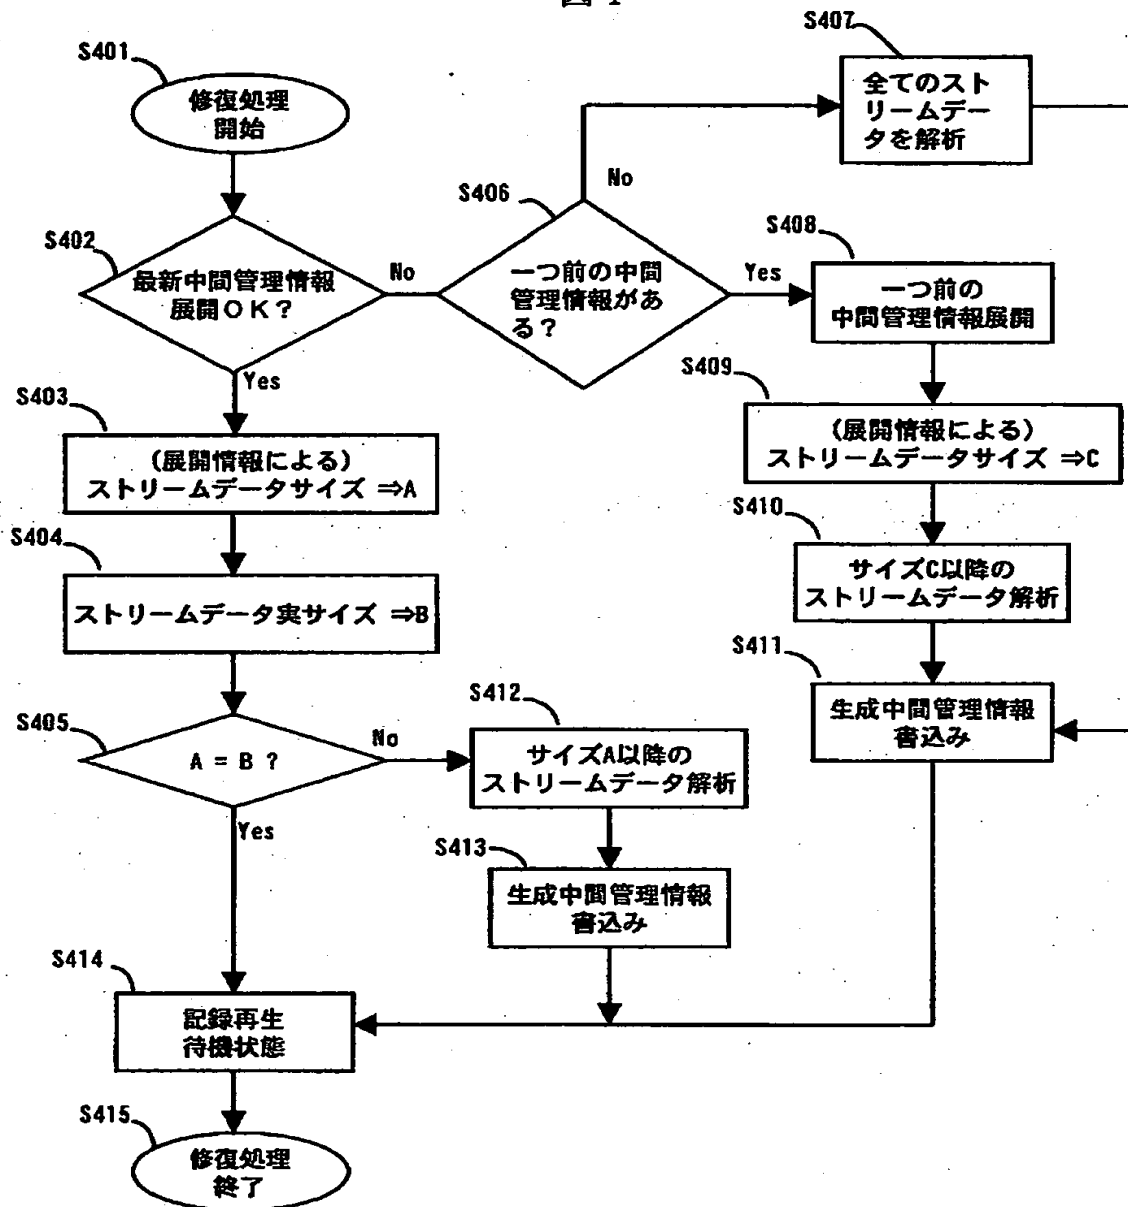 S401
修復処理
開始
S402
最新中間管理情報
展開OK?
No
Yes
S403
(展開情報による)
ストリームデータサイズ ⇒A
S404
ストリームデータ実サイズ ⇒B
S405
A = B ?
No
Yes
S406
一つ前の中間
管理情報があ
る?
No
Yes
S407
全てのスト
リームデー
タを解析
S408
一つ前の
中間管理情報展開
S409
(展開情報による)
ストリームデータサイズ ⇒C
S410
サイズC以降の
ストリームデータ解析
S411
生成中間管理情報
書込み
S412
サイズA以降の
ストリームデータ解析
S413
生成中間管理情報
書込み
S414
記録再生
待機状態
S415
修復処理
終了